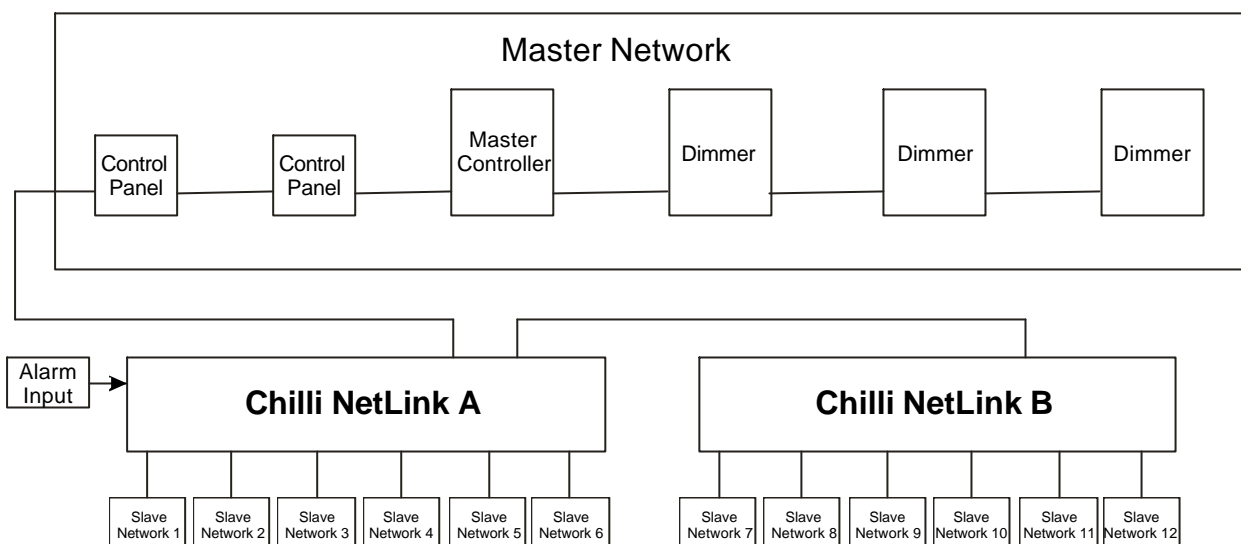 Master Network
Control
Panel
Control
Panel
Master
Controller
Dimmer
Dimmer
Dimmer
Alarm
Input
Chilli NetLink A
Chilli NetLink B
Slave
Network 1
Slave
Network 2
Slave
Network 3
Slave
Network 4
Slave
Network 5
Slave
Network 6
Slave
Network 7
Slave
Network 8
Slave
Network 9
Slave
Network 10
Slave
Network 11
Slave
Network 12